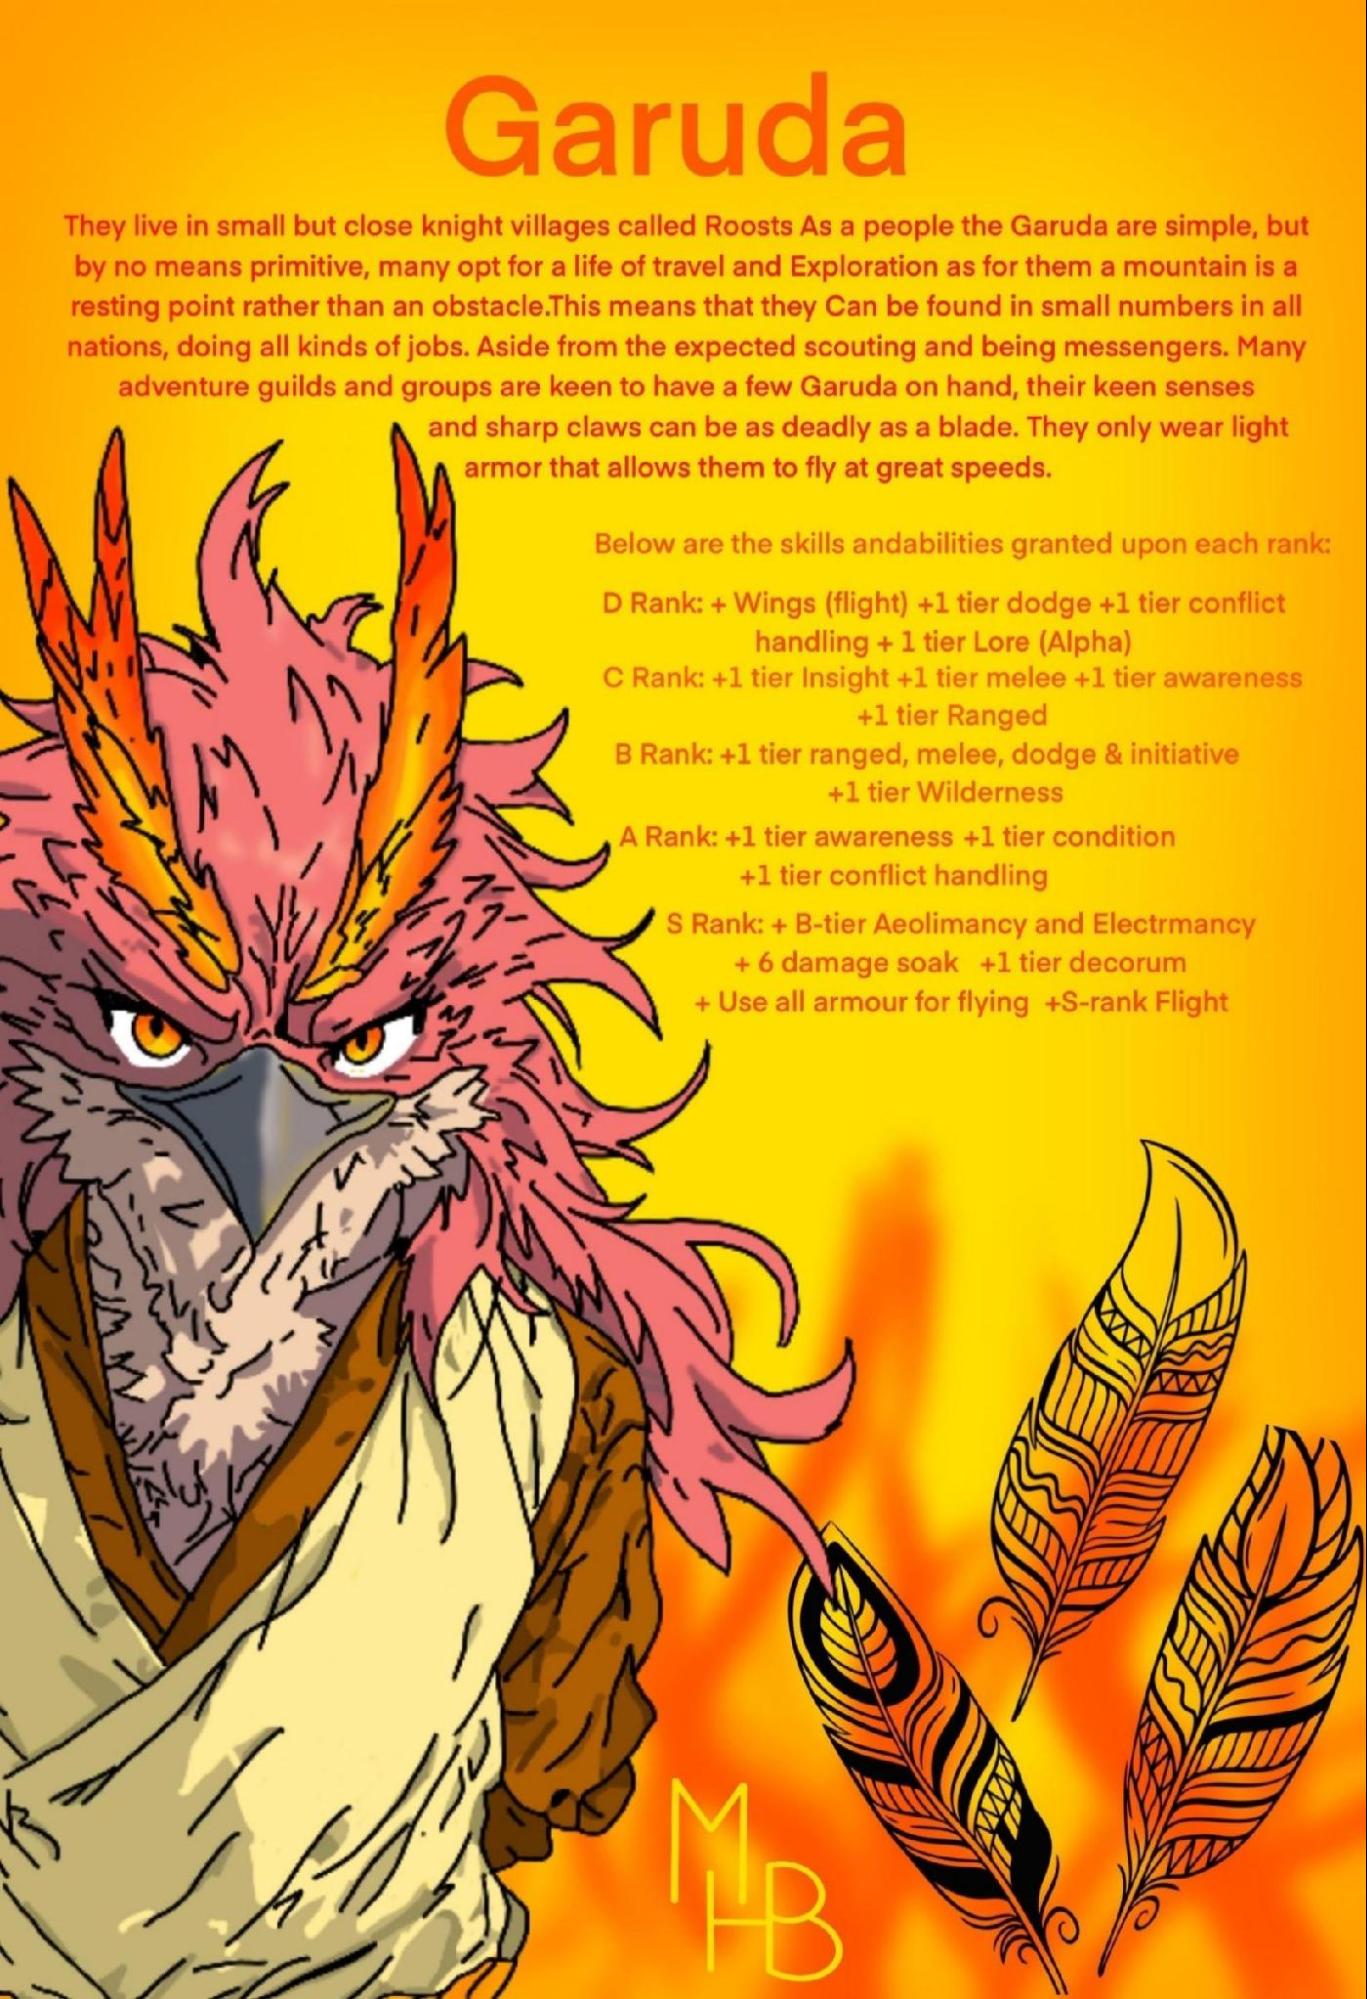 Garuda
They live in small but close knight villages called Roosts As a people the Garuda are simple, but
by no means primitive, many opt for a life of travel and Exploration as for them a mountain is a
resting point rather than an obstacle.This means that they Can be found in small numbers in all
nations, doing all kinds of jobs. Aside from the expected scouting and being messengers. Many
adventure guilds and groups are keen to have a few Garuda on hand, their keen senses
and sharp claws can be as deadly as a blade. They only wear light
armor that allows them to fly at great speeds.
Below are the skills andabilities granted upon each rank:
D Rank: + Wings (flight) +1 tier dodge +1 tier conflict
handling + 1 tier Lore (Alpha)
C Rank: +1 tier Insight +1 tier melee +1 tier awareness
+1 tier Ranged
B Rank: +1 tier ranged, melee, dodge & initiative
+1 tier Wilderness
A Rank: +1 tier awareness +1 tier condition
+1 tier conflict handling
S Rank: + B-tier Aeolimancy and Electrmancy
+ 6 damage soak +1 tier decorum
+ Use all armour for flying +S-rank Flight
MHB